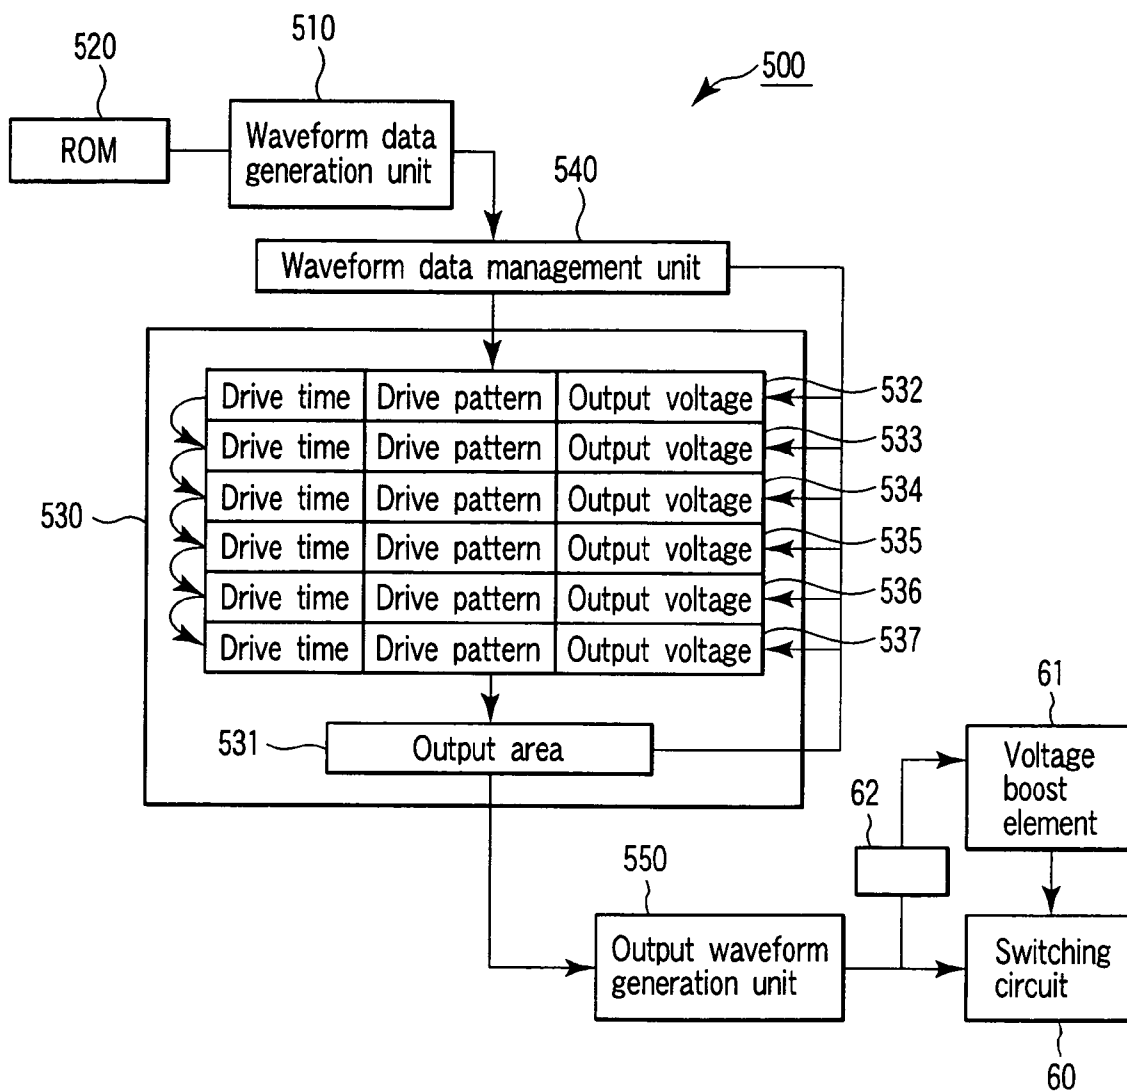 520
510
500
ROM
Waveform data
generation unit
540
Waveform data management unit
Drive time Drive pattern Output voltage 532
Drive time Drive pattern Output voltage 533
Drive time Drive pattern Output voltage 534
530
Drive time Drive pattern Output voltage 535
Drive time Drive pattern Output voltage 536
Drive time Drive pattern Output voltage 537
531 Output area
61
Voltage
boost
element
62
550
Output waveform
generation unit
Switching
circuit
60